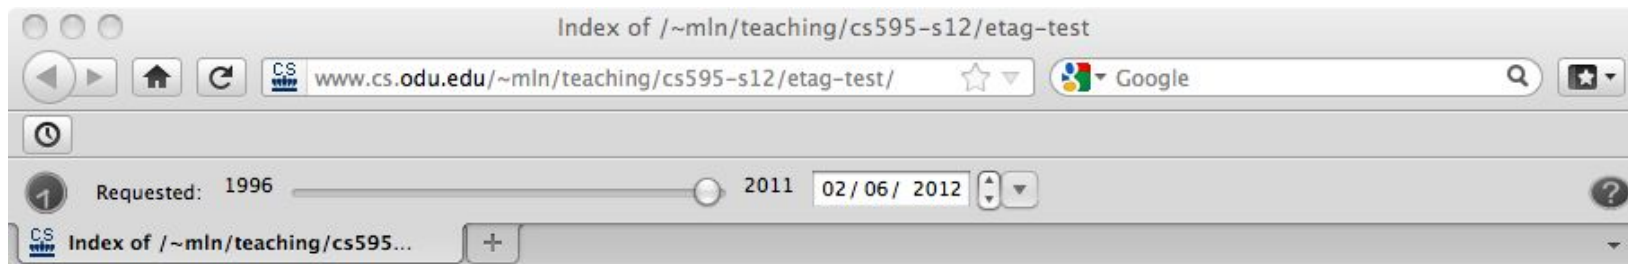 Index of /~mln/teaching/cs595-s12/etag-test
CS www.cs.odu.edu/~mln/teaching/cs595-s12/etag-test/ Google
Requested: 1996 2011 02/06/ 2012 ?
CS Index of /~mln/teaching/cs595... +